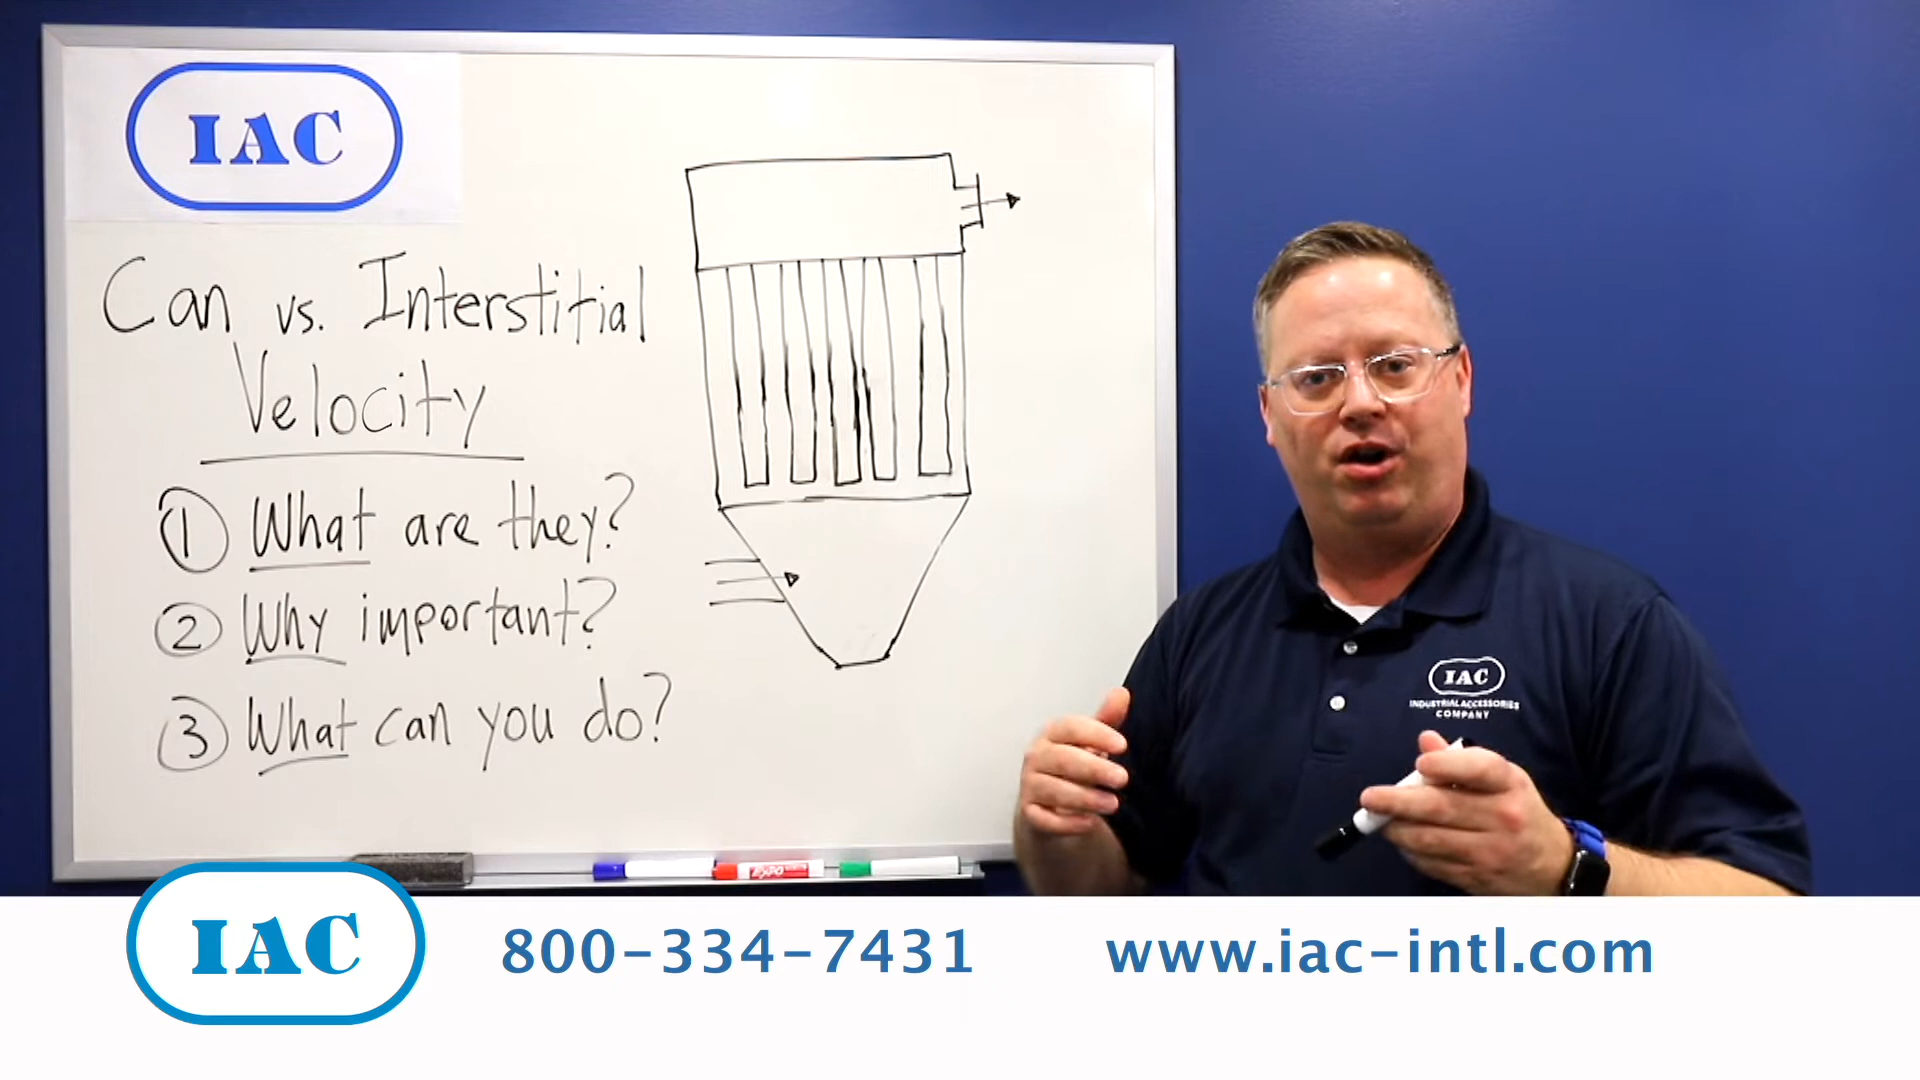 IAC
Can vs. Interstitial
Velocity
① What are they?
② Why important?
③ What can you do?
IAC
INDUSTRIAL ACCESSORIES
COMPANY
EXPO
IAC
800-334-7431
www.iac-intl.com